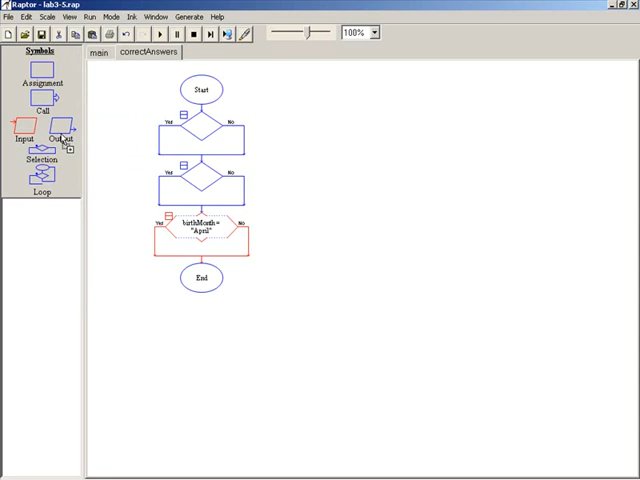 Raptor - lab3-5.rap
File Edit Scale View Run Mode Ink Window Generate Help
100%
Symbols
main correctAnswers
Assignment
Call
Input Output
Selection
Loop
Start
Yes No
Yes No
Yes No
birthMonth =
"April"
End